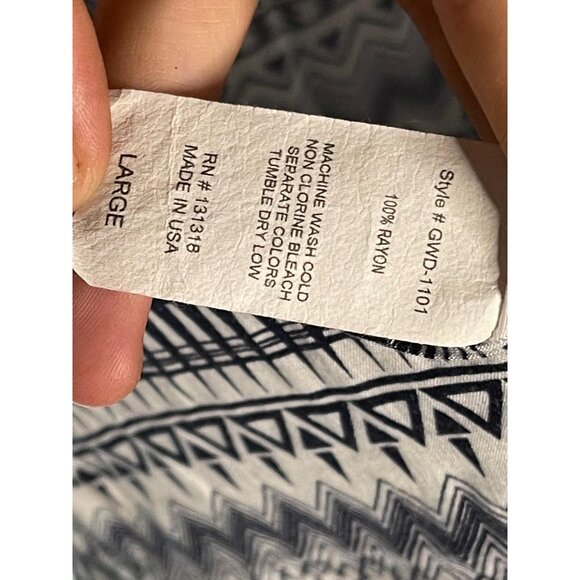 Style # GWD-1101
100% RAYON
MACHINE WASH COLD
NON CLORINE BLEACH
SEPARATE COLORS
TUMBLE DRY LOW
RN # 131318
MADE IN USA
LARGE